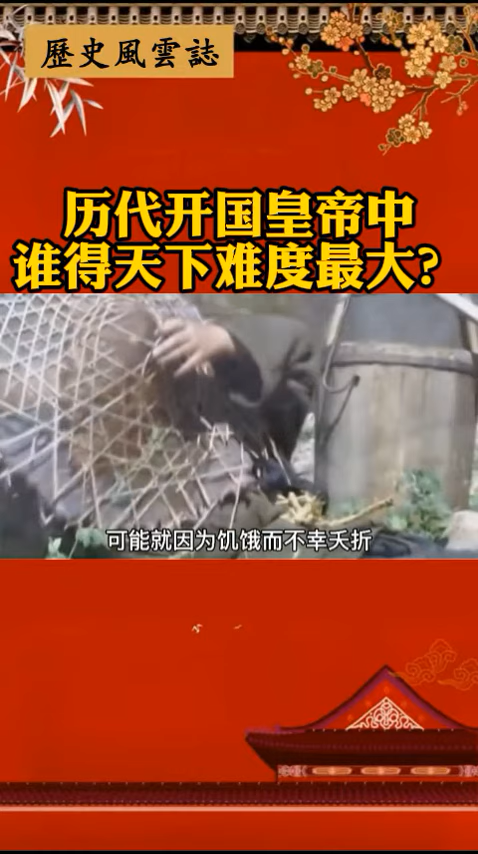 歷史風雲誌
历代开国皇帝中
谁得天下难度最大？
可能就因为饥饿而不幸夭折